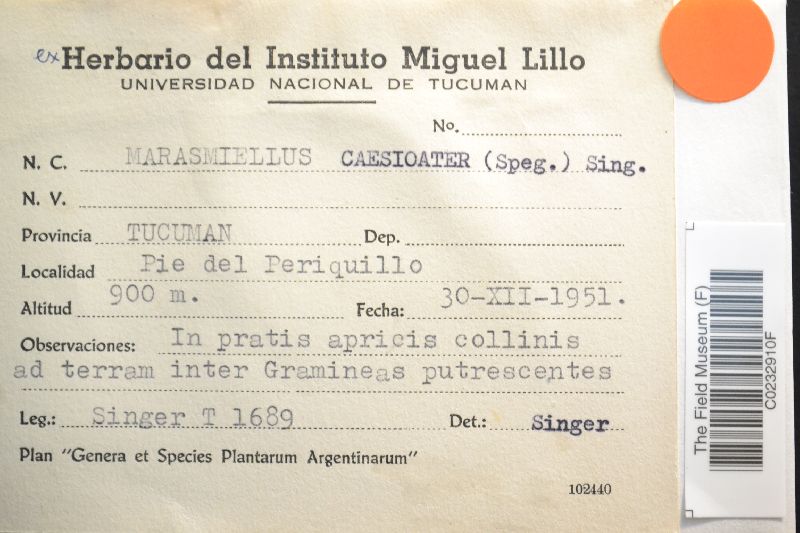 ex Herbario del Instituto Miguel Lillo
UNIVERSIDAD NACIONAL DE TUCUMAN
No.
N. C. MARASMIELLUS CAESIOATER (Speg.) Sing.
N. V.
Provincia TUCUMAN Dep.
Localidad Pie del Periquillo
Altitud 900 m. Fecha: 30-XII-1951.
Observaciones: In pratis apricis collinis
ad terram inter Gramineas putrescentes
Leg.: Singer T 1689 Det.: Singer
Plan "Genera et Species Plantarum Argentinarum"
102440
The Field Museum (F)
C0232910F